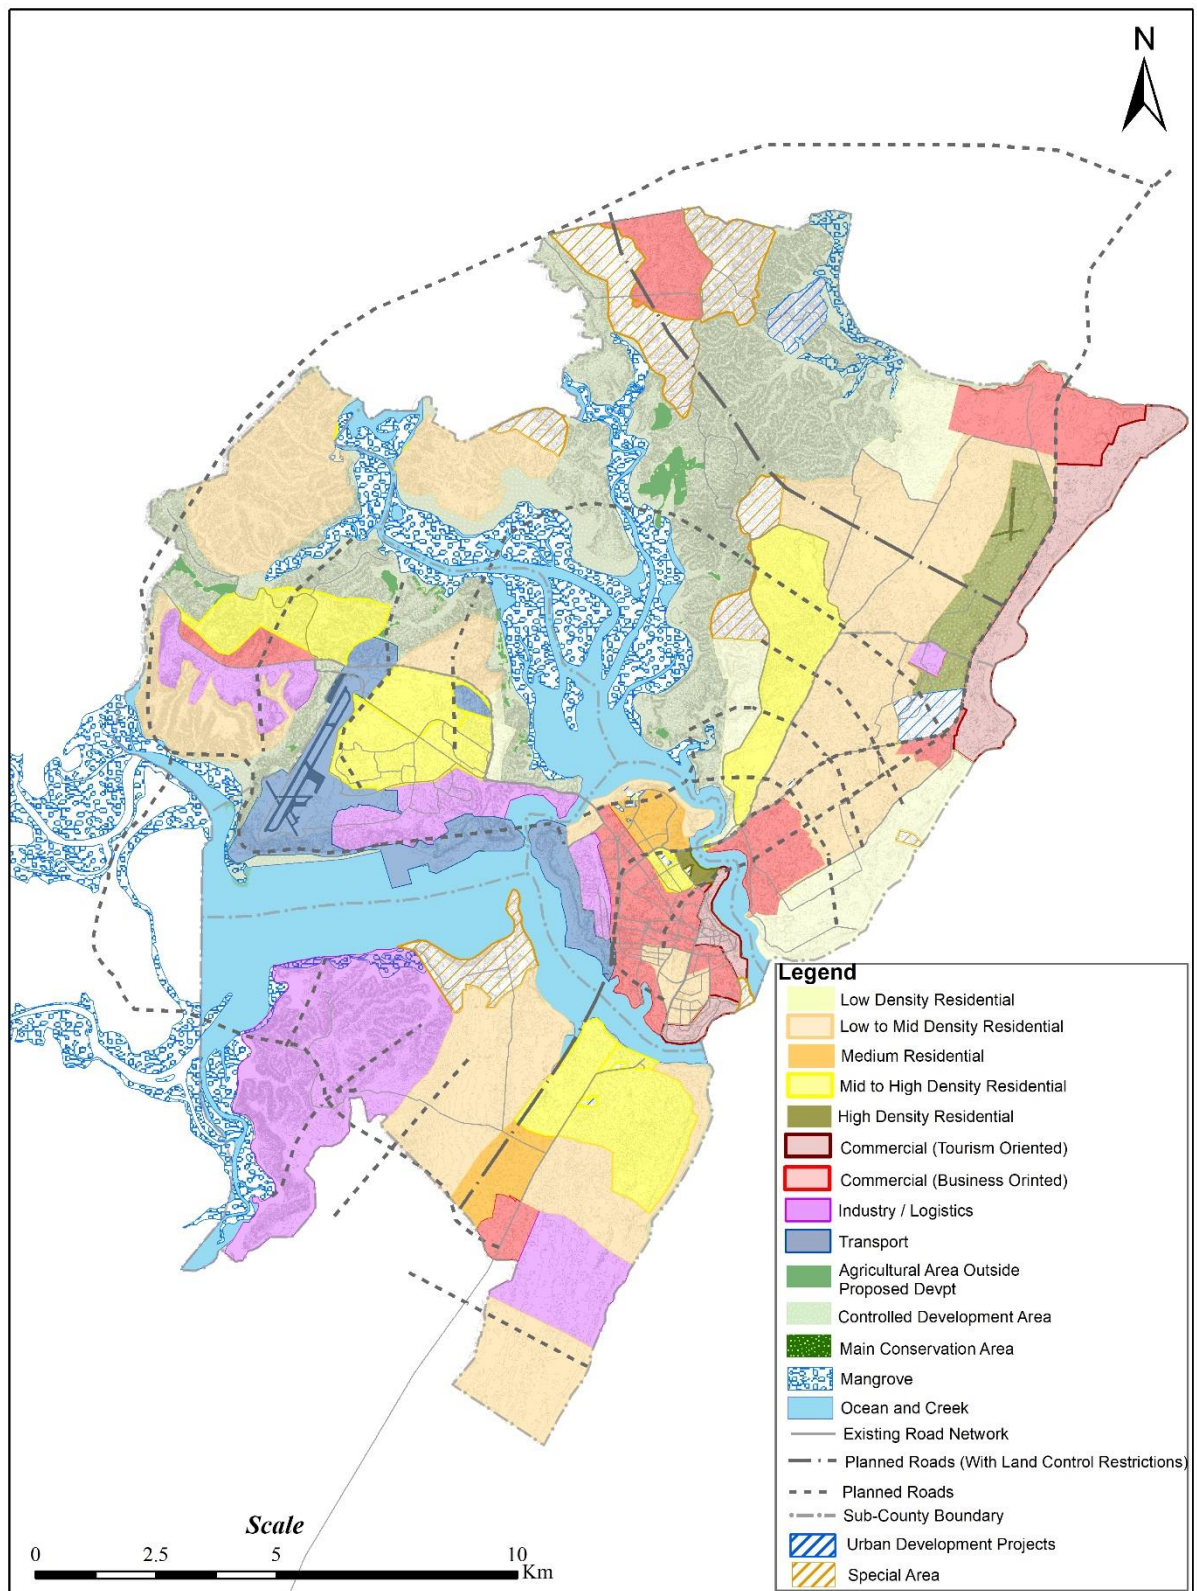 N
Legend
Low Density Residential
Low to Mid Density Residential
Medium Residential
Mid to High Density Residential
High Density Residential
Commercial (Tourism Oriented)
Commercial (Business Orinted)
Industry / Logistics
Transport
Agricultural Area Outside
Proposed Devpt
Controlled Development Area
Main Conservation Area
Mangrove
Ocean and Creek
Existing Road Network
Planned Roads (With Land Control Restrictions)
Planned Roads
Sub-County Boundary
Urban Development Projects
Special Area
Scale
0 2.5 5 10
Km